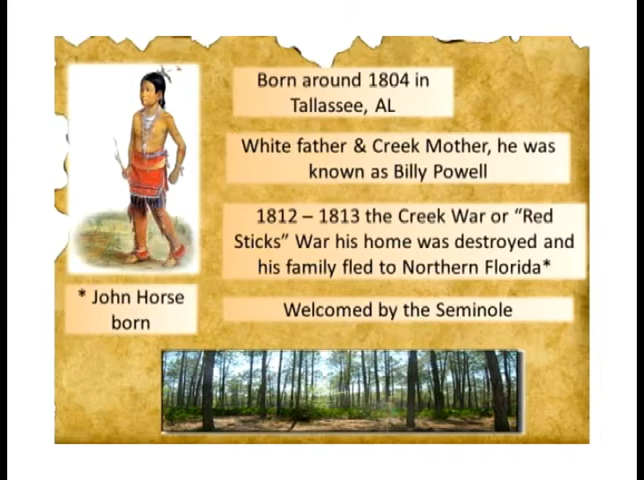 Born around 1804 in
Tallassee, AL
White father & Creek Mother, he was
known as Billy Powell
1812 – 1813 the Creek War or “Red
Sticks” War his home was destroyed and
his family fled to Northern Florida*
* John Horse
born
Welcomed by the Seminole